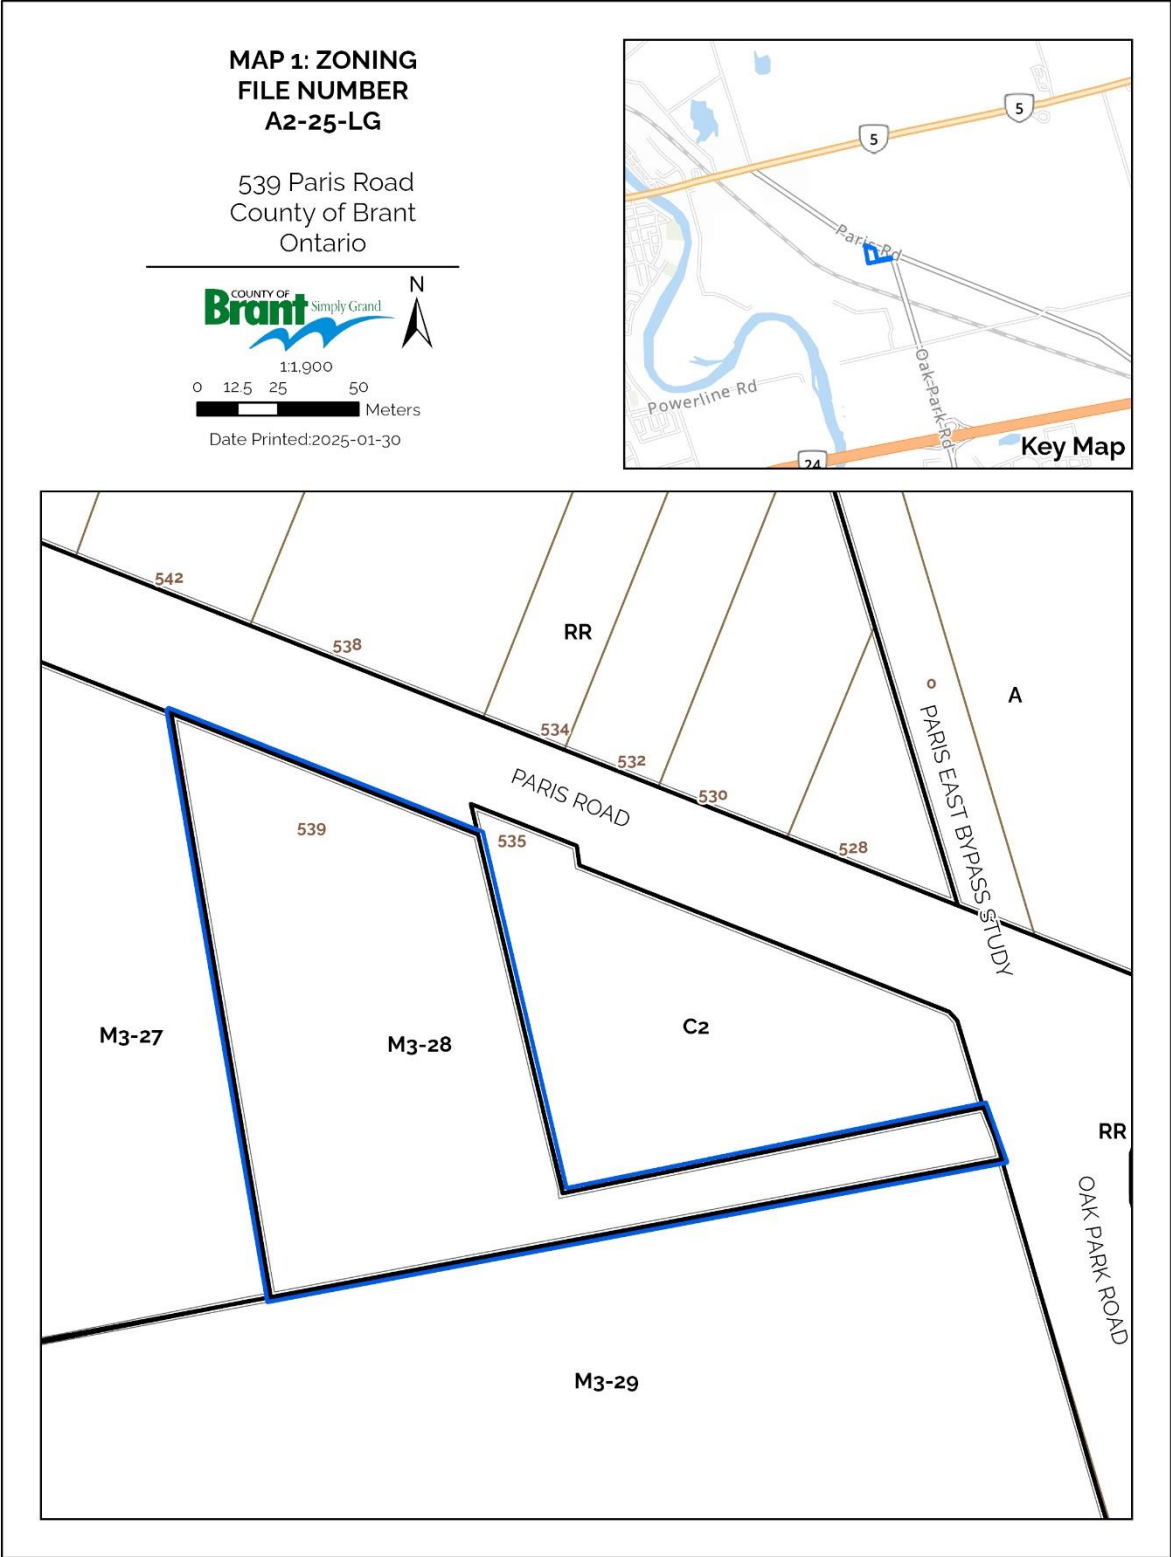 MAP 1: ZONING
FILE NUMBER
A2-25-LG
539 Paris Road
County of Brant
Ontario
COUNTY OF
Brant Simply Grand
N
1:1,900
0 12.5 25 50
Meters
Date Printed:2025-01-30
5
5
Paris Rd
Oak Park Rd
Powerline Rd
24
Key Map
542
538
RR
534
532
530
528
0
A
PARIS ROAD
PARIS EAST BYPASS STUDY
539
535
M3-27
M3-28
C2
RR
OAK PARK ROAD
M3-29